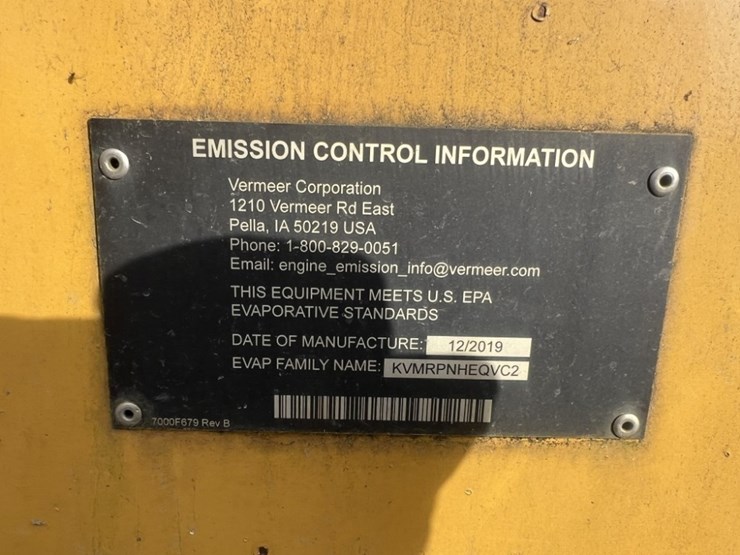 EMISSION CONTROL INFORMATION
Vermeer Corporation
1210 Vermeer Rd East
Pella, IA 50219 USA
Phone: 1-800-829-0051
Email: engine_emission_info@vermeer.com
THIS EQUIPMENT MEETS U.S. EPA
EVAPORATIVE STANDARDS
DATE OF MANUFACTURE: 12/2019
EVAP FAMILY NAME: KVMRPNHEQVC2
7000F679 Rev B